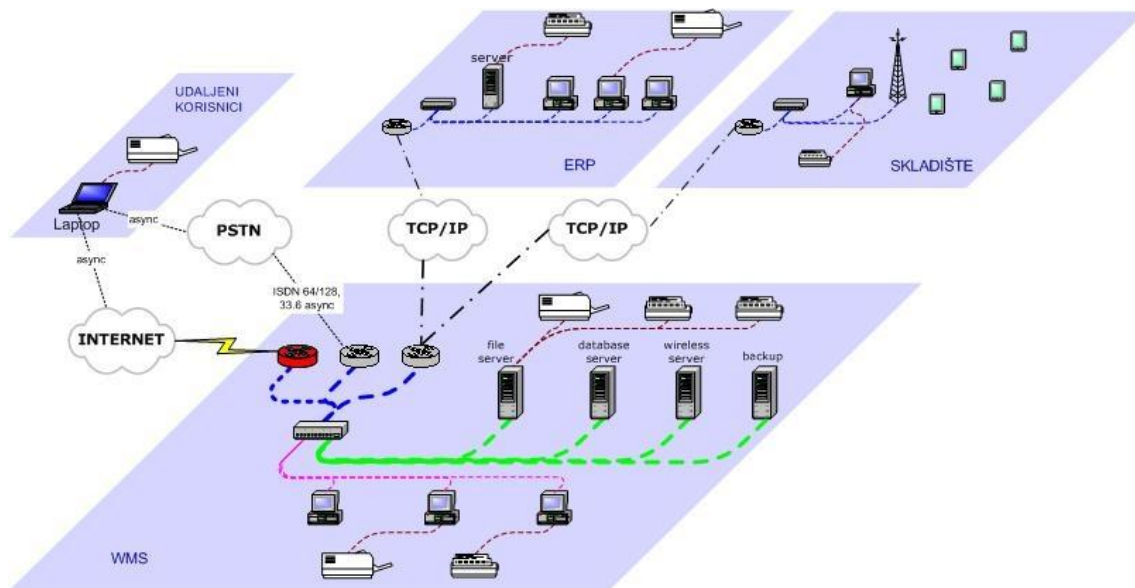 UDALJENI
KORISNICI
Laptop
async
async
PSTN
ISDN 64/128,
33.6 async
INTERNET
server
ERP
TCP/IP
SKLADIŠTE
TCP/IP
file
server
database
server
wireless
server
backup
WMS